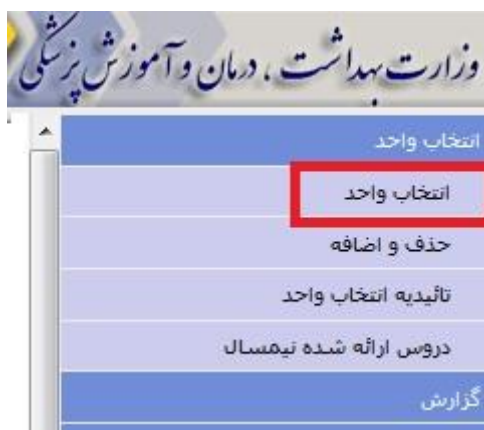 وزارت بهداشت ، درمان و آموزش پزشکی
انتخاب واحد
انتخاب واحد
حذف و اضافه
تائیدیه انتخاب واحد
دروس ارائه شده نیمسال
گزارش